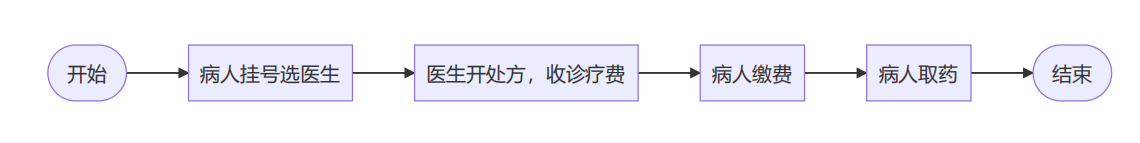 开始
病人挂号选医生
医生开处方，收诊疗费
病人缴费
病人取药
结束